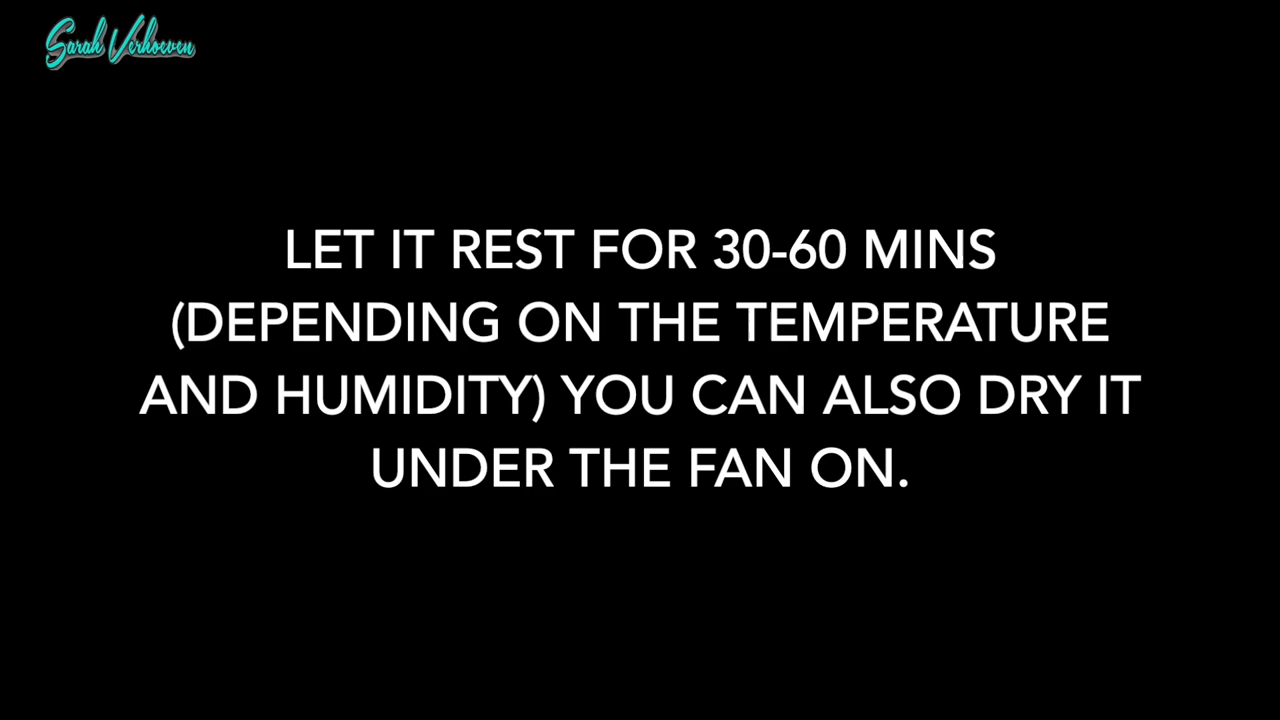 Sarah Verhoeven
LET IT REST FOR 30-60 MINS
(DEPENDING ON THE TEMPERATURE
AND HUMIDITY) YOU CAN ALSO DRY IT
UNDER THE FAN ON.